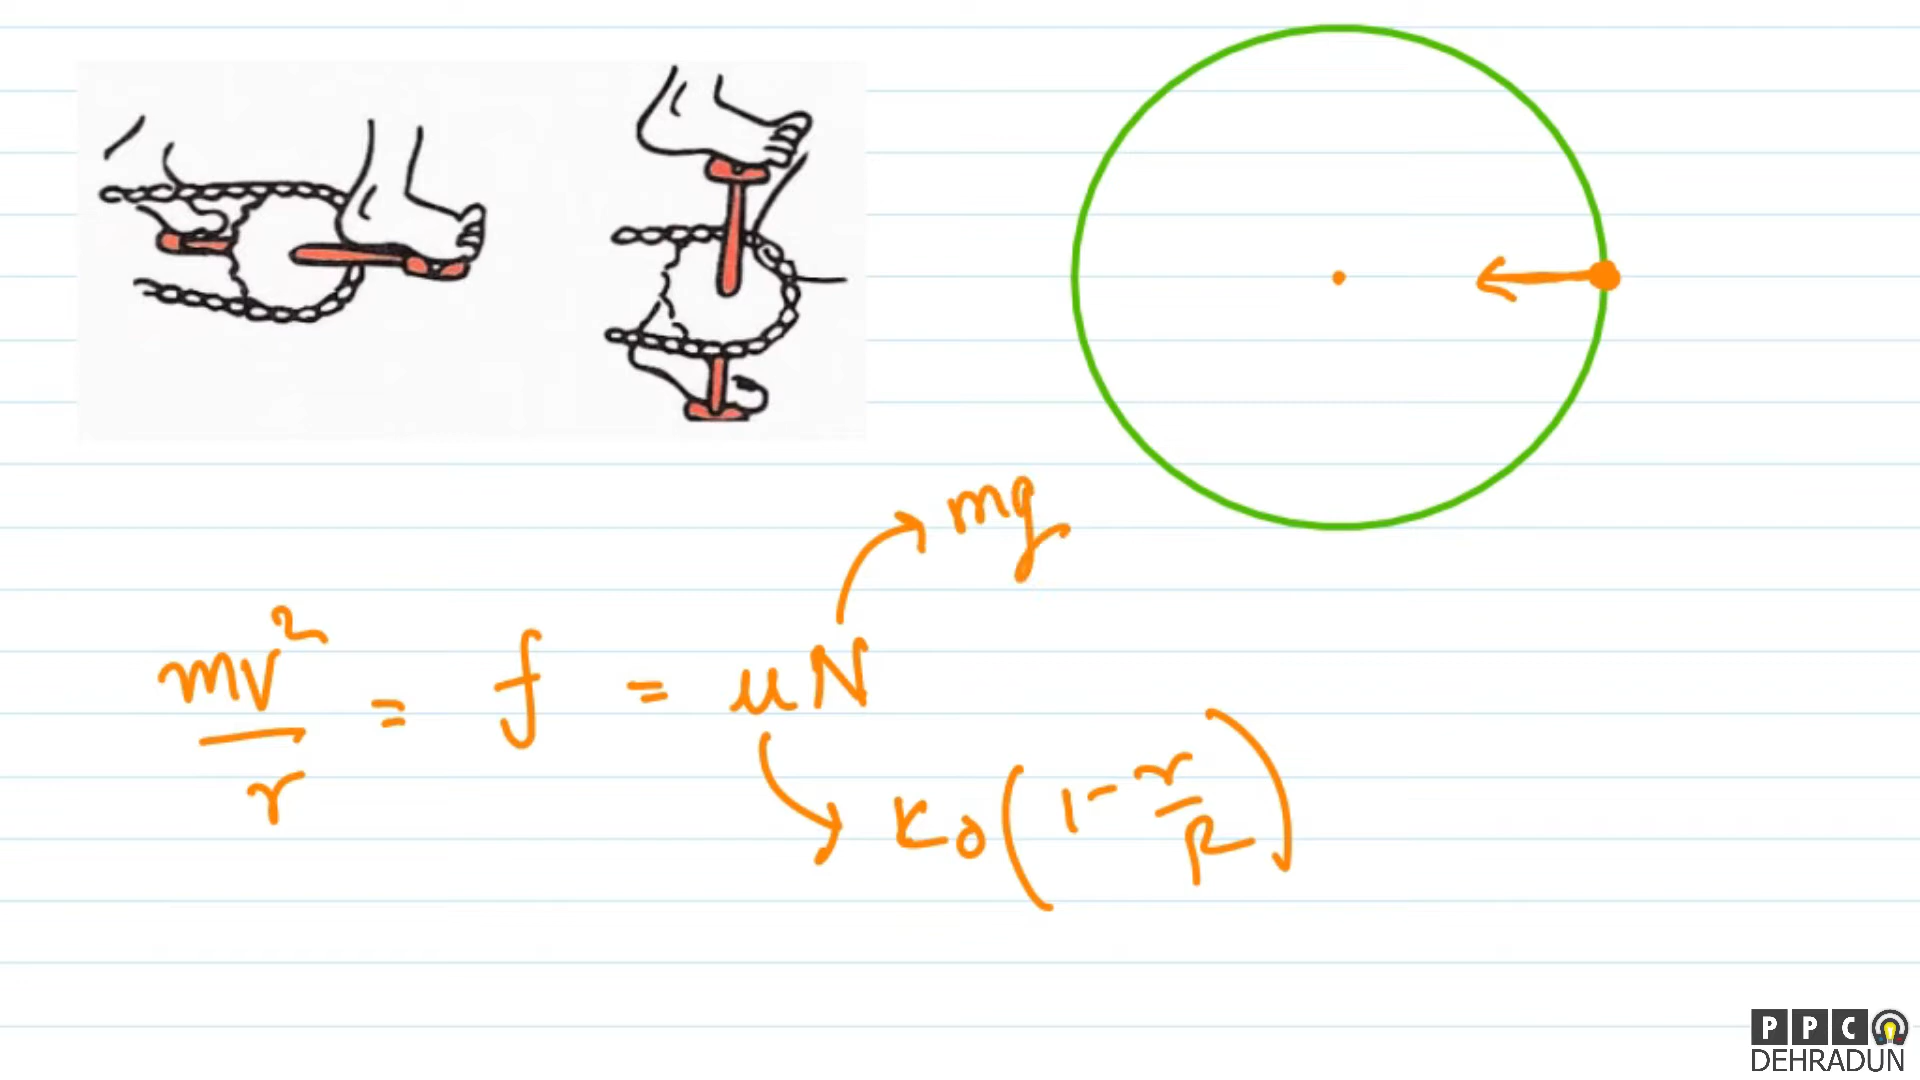 mg
mv²/r = f = μN
K₀(1 - r/R)
PPC
DEHRADUN